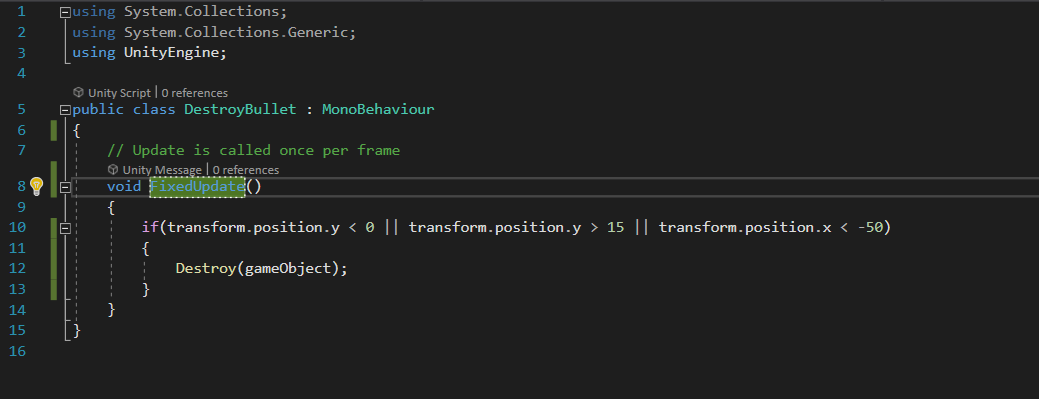 1 using System.Collections;
2 using System.Collections.Generic;
3 using UnityEngine;
4
Unity Script | 0 references
5 public class DestroyBullet : MonoBehaviour
6 {
7 // Update is called once per frame
Unity Message | 0 references
8 void FixedUpdate()
9 {
10 if(transform.position.y < 0 || transform.position.y > 15 || transform.position.x < -50)
11 {
12 Destroy(gameObject);
13 }
14 }
15 }
16